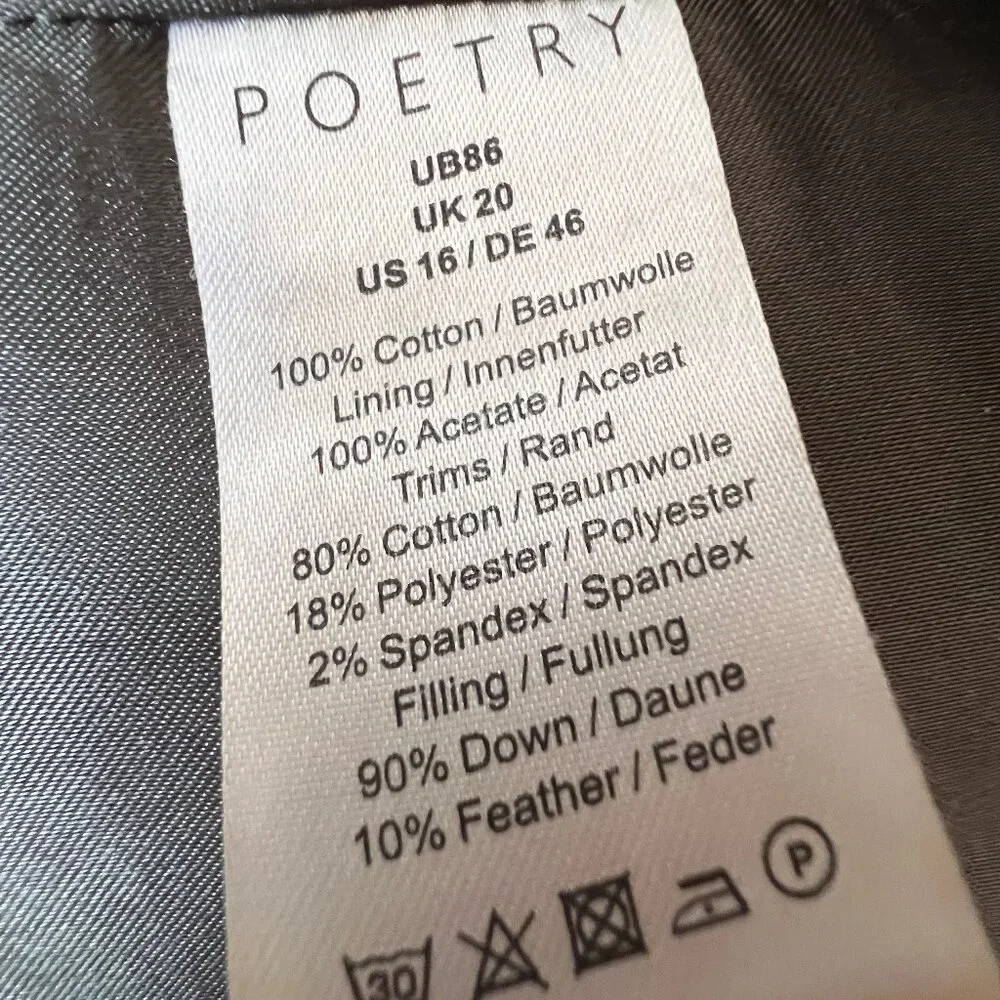 POETRY
UB86
UK 20
US 16 / DE 46
100% Cotton / Baumwolle
Lining / Innenfutter
100% Acetate / Acetat
Trims / Rand
80% Cotton / Baumwolle
18% Polyester / Polyester
2% Spandex / Spandex
Filling / Fullung
90% Down / Daune
10% Feather / Feder
30 P